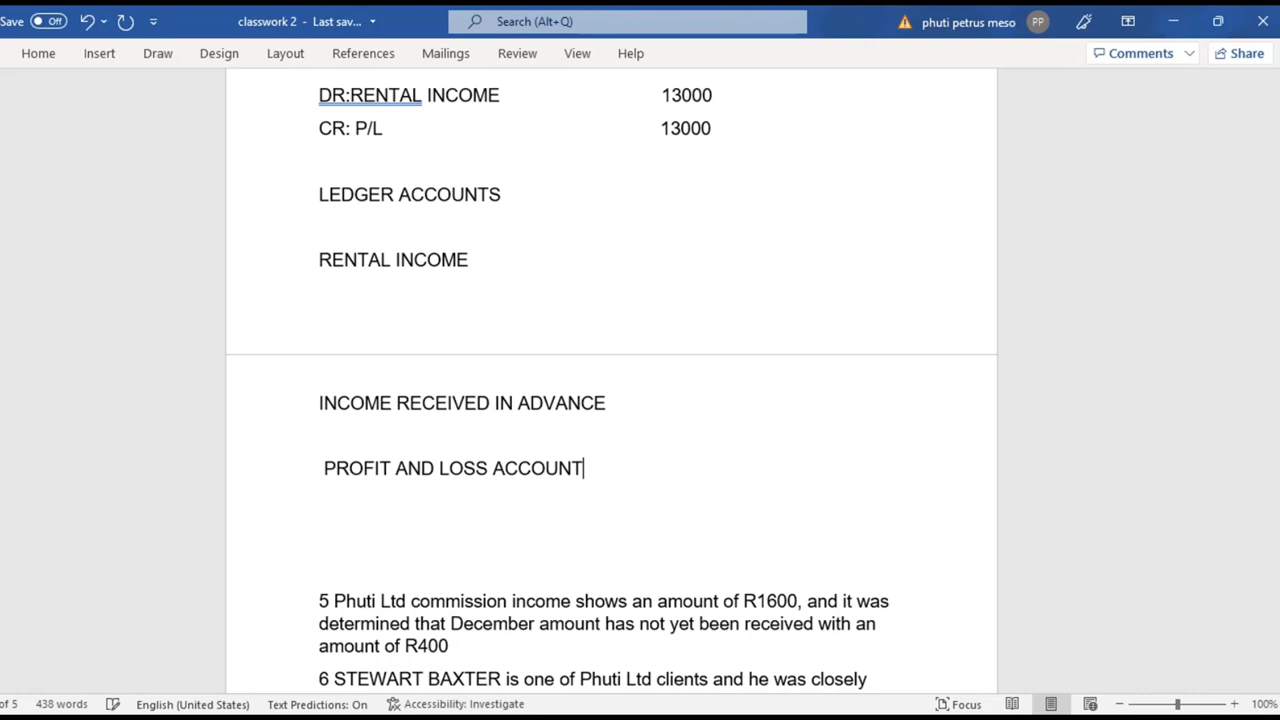 Save Off classwork 2 - Last sav... Search (Alt+Q) phuti petrus meso PP
Home Insert Draw Design Layout References Mailings Review View Help Comments Share
DR:RENTAL INCOME 13000
CR: P/L 13000
LEDGER ACCOUNTS
RENTAL INCOME
INCOME RECEIVED IN ADVANCE
PROFIT AND LOSS ACCOUNT
5 Phuti Ltd commission income shows an amount of R1600, and it was
determined that December amount has not yet been received with an
amount of R400
6 STEWART BAXTER is one of Phuti Ltd clients and he was closely
of 5 438 words English (United States) Text Predictions: On Accessibility: Investigate Focus 100%